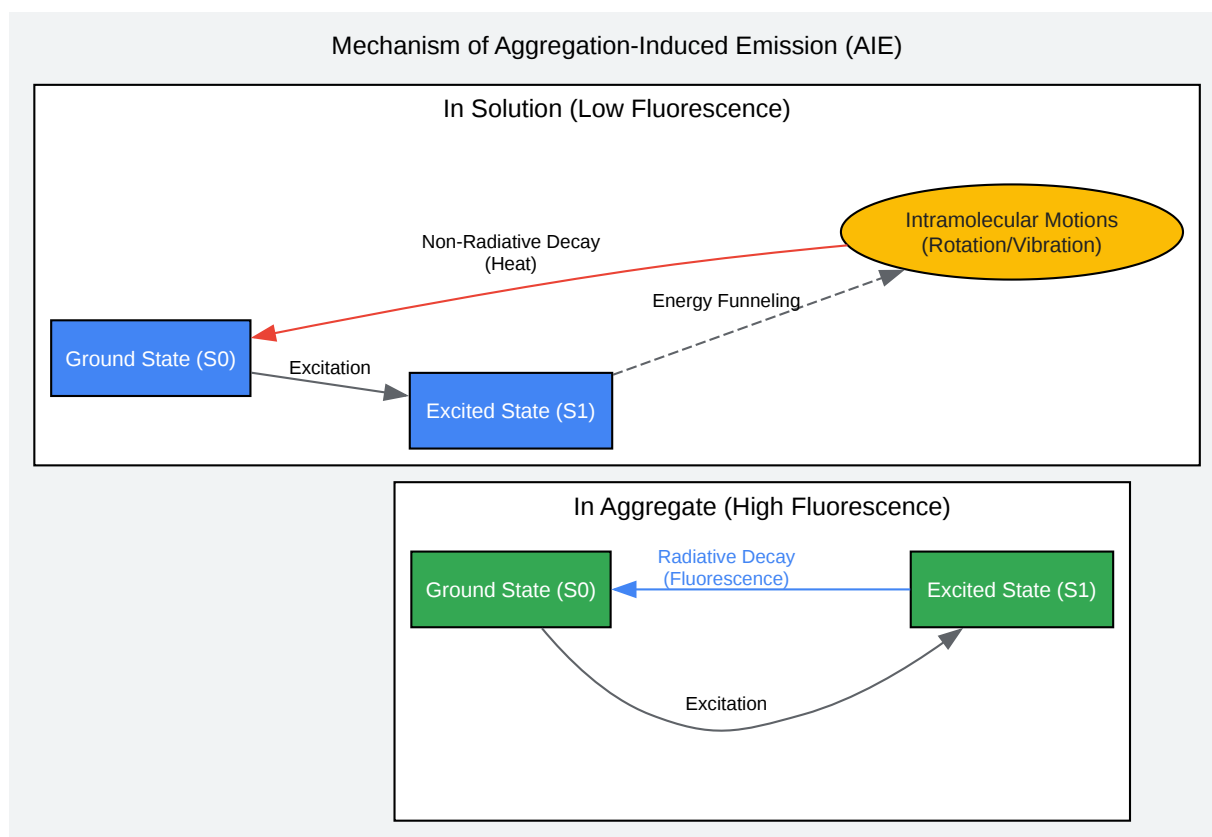 Mechanism of Aggregation-Induced Emission (AIE)
In Solution (Low Fluorescence)
Intramolecular Motions
(Rotation/Vibration)
Non-Radiative Decay
(Heat)
Energy Funneling
Ground State (S0)
Excitation
Excited State (S1)
In Aggregate (High Fluorescence)
Radiative Decay
(Fluorescence)
Ground State (S0)
Excited State (S1)
Excitation